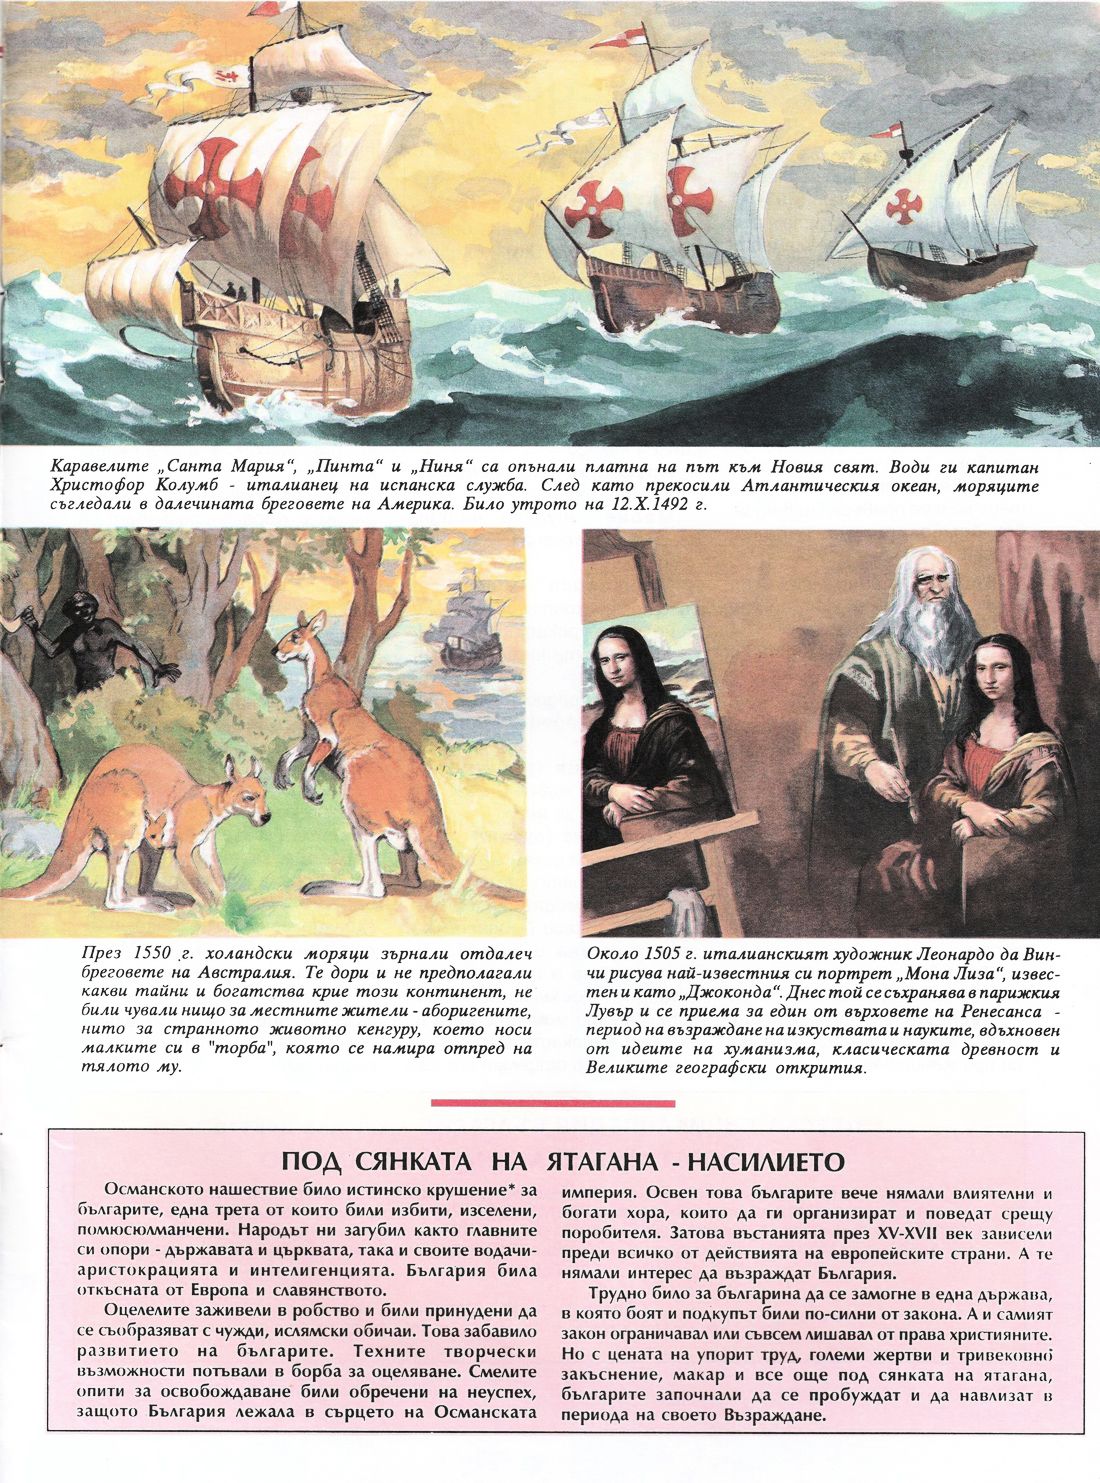 Каравелите „Санта Мария“, „Пинта“ и „Ниня“ са опънали платна на път към Новия свят. Води ги капитан
Христофор Колумб - италианец на испанска служба. След като прекосили Атлантическия океан, моряците
съгледали в далечината бреговете на Америка. Било утрото на 12.X.1492 г.
През 1550 г. холандски моряци зърнали отдалеч
бреговете на Австралия. Те дори и не предполагали
какви тайни и богатства крие този континент, не
били чували нищо за местните жители - аборигените,
нито за странното животно кенгуру, което носи
малките си в "торба", която се намира отпред на
тялото му.
Около 1505 г. италианският художник Леонардо да Вин-
чи рисува най-известния си портрет „Мона Лиза“, извес-
тен и като „Джоконда“. Днес той се съхранява в парижкия
Лувър и се приема за един от върховете на Ренесанса -
период на възраждане на изкуствата и науките, вдъхновен
от идеите на хуманизма, класическата древност и
Великите географски открития.
ПОД СЯНКАТА НА ЯТАГАНА - НАСИЛИЕТО
Османското нашествие било истинско крушение* за
българите, една трета от които били избити, изселени,
помюсюлманчени. Народът ни загубил както главните
си опори - държавата и църквата, така и своите водачи-
аристокрацията и интелигенцията. България била
откъсната от Европа и славянството.
Оцелелите заживели в робство и били принудени да
се съобразяват с чужди, ислямски обичаи. Това забавило
развитието на българите. Техните творчески
възможности потъвали в борба за оцеляване. Смелите
опити за освобождаване били обречени на неуспех,
защото България лежала в сърцето на Османската
империя. Освен това българите вече нямали влиятелни и
богати хора, които да ги организират и поведат срещу
поробителя. Затова въстанията през XV-XVII век зависели
преди всичко от действията на европейските страни. А те
нямали интерес да възраждат България.
Трудно било за българина да се замогне в една държава,
в която боят и подкупът били по-силни от закона. А и самият
закон ограничавал или съвсем лишавал от права християните.
Но с цената на упорит труд, големи жертви и тривековно
закъснение, макар и все още под сянката на ятагана,
българите започнали да се пробуждат и да навлизат в
периода на своето Възраждане.